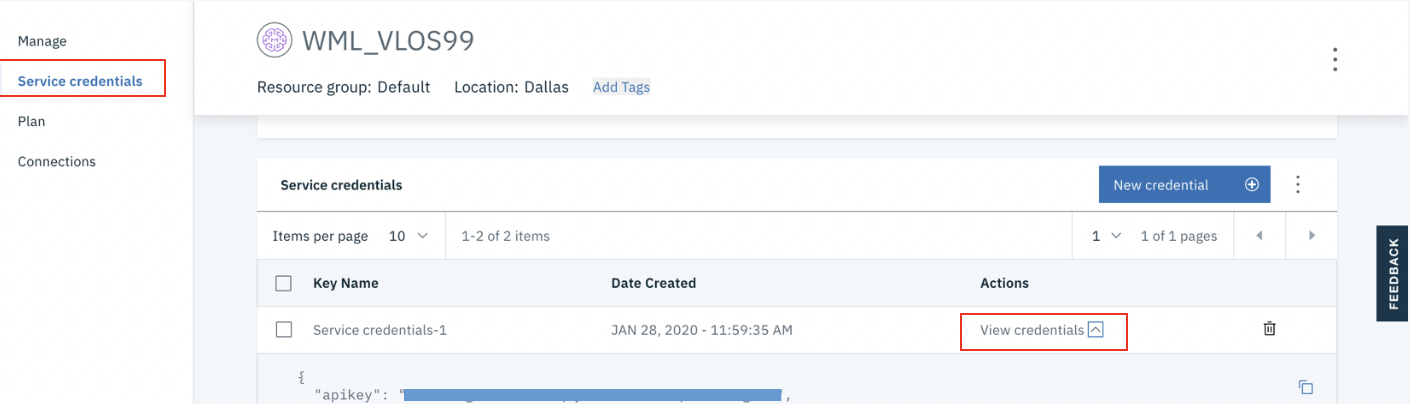 Manage
Service credentials
Plan
Connections
WML_VLOS99
Resource group: Default Location: Dallas Add Tags
Service credentials
New credential
Items per page 10 1-2 of 2 items 1 1 of 1 pages
Key Name Date Created Actions
Service credentials-1 JAN 28, 2020 - 11:59:35 AM View credentials
{
"apikey": " ",
FEEDBACK